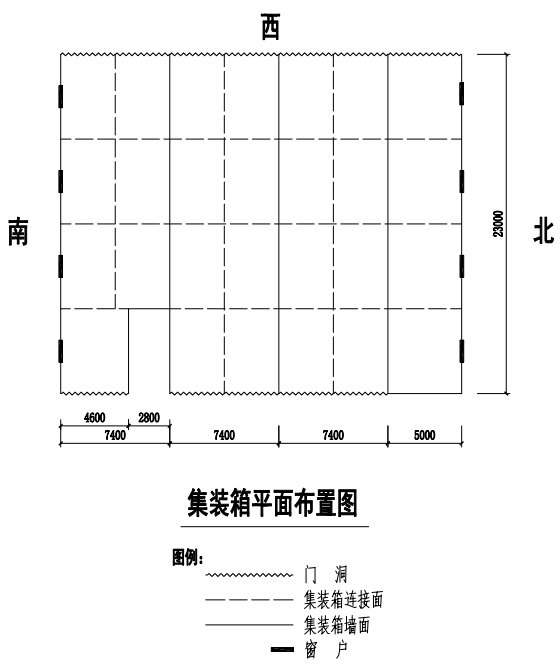 西
南
北
23000
4600
2800
7400
7400
7400
5000
集装箱平面布置图
图例：
门 洞
集装箱连接面
集装箱墙面
窗 户